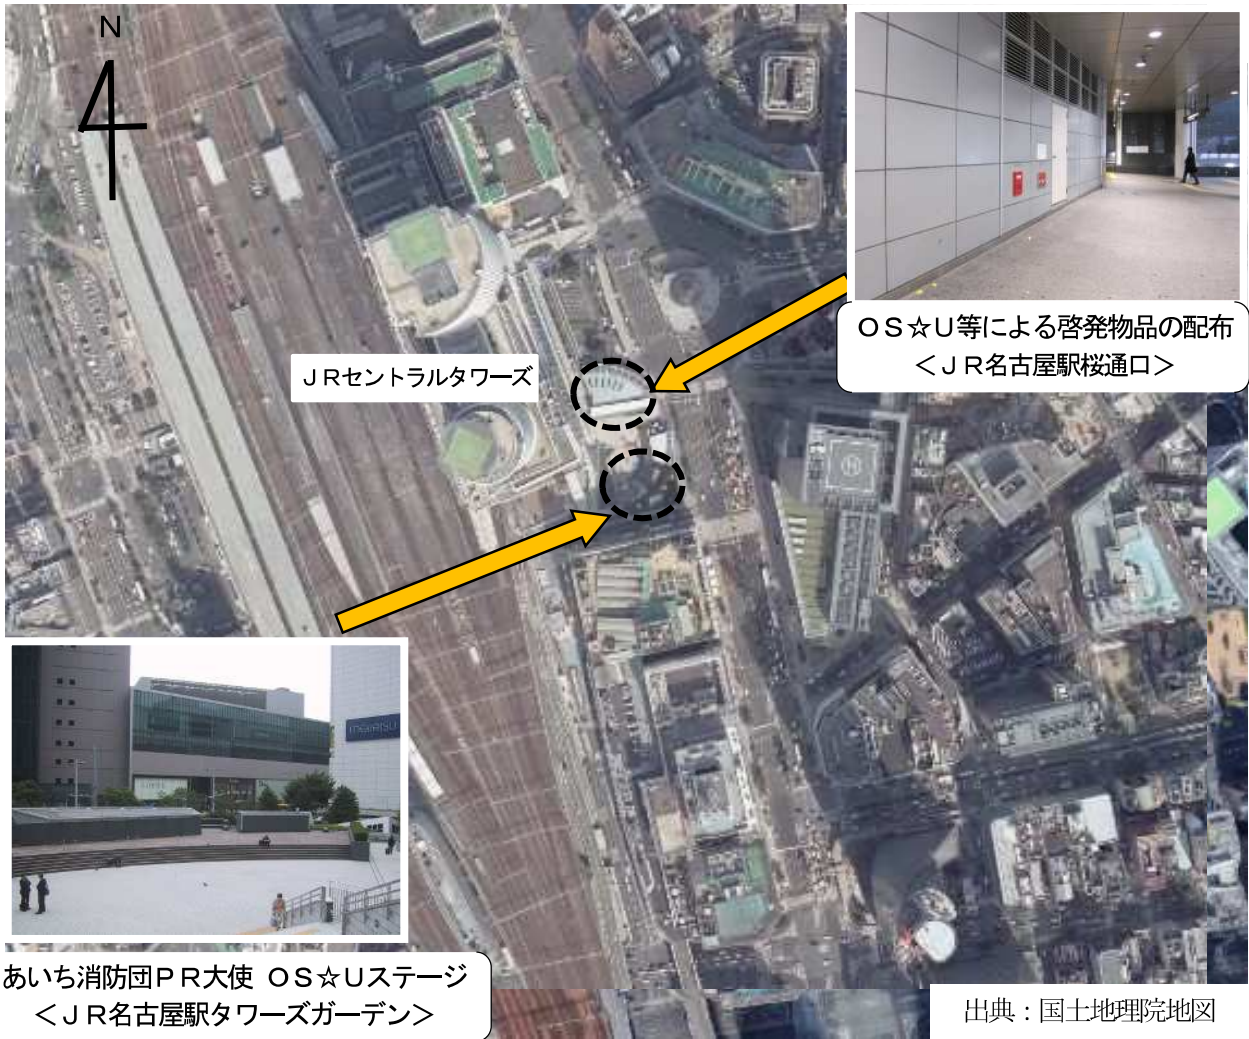 N
OS☆U等による啓発物品の配布
<JR名古屋駅桜通口>
JRセントラルタワーズ
H
あいち消防団PR大使 OS☆Uステージ
<JR名古屋駅タワーズガーデン>
出典：国土地理院地図